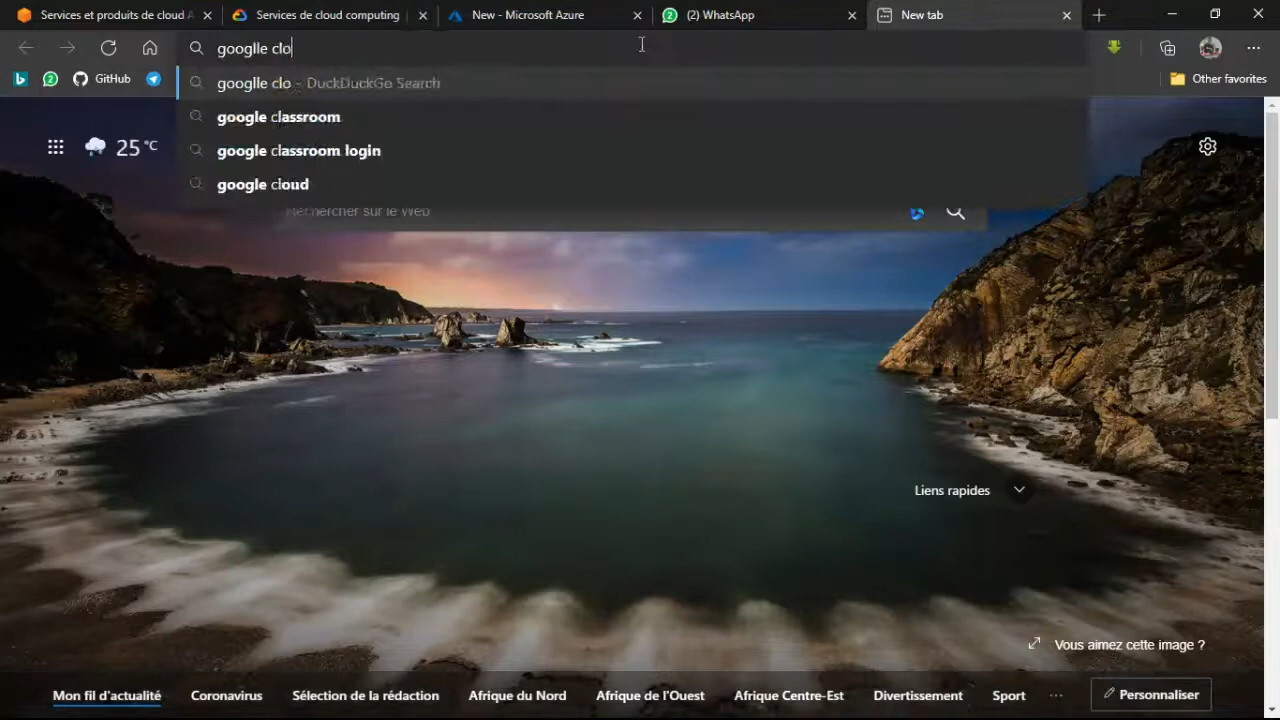 Services et produits de cloud A
Services de cloud computing
New - Microsoft Azure
(2) WhatsApp
New tab
googlle clo
GitHub
Other favorites
googlle clo - DuckDuckGo Search
google classroom
google classroom login
google cloud
25 °C
Rechercher sur le Web
Liens rapides
Vous aimez cette image ?
Mon fil d'actualité
Coronavirus
Sélection de la rédaction
Afrique du Nord
Afrique de l'Ouest
Afrique Centre-Est
Divertissement
Sport
Personnaliser